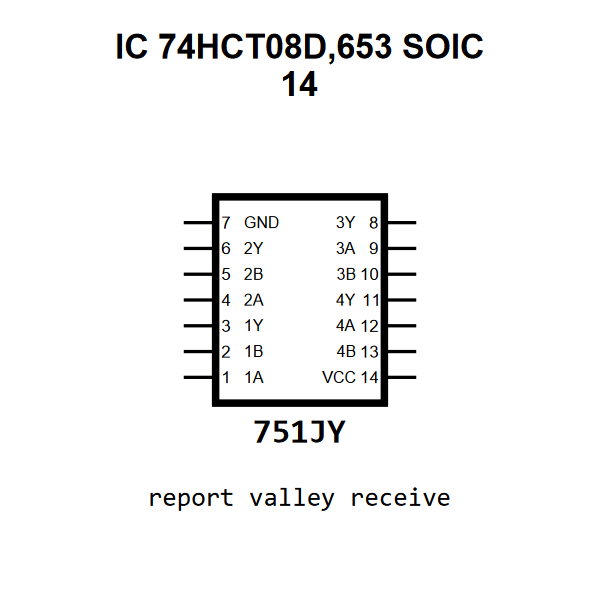 IC 74HCT08D,653 SOIC
14
7 GND 3Y 8
6 2Y 3A 9
5 2B 3B 10
4 2A 4Y 11
3 1Y 4A 12
2 1B 4B 13
1 1A VCC 14
751JY
report valley receive